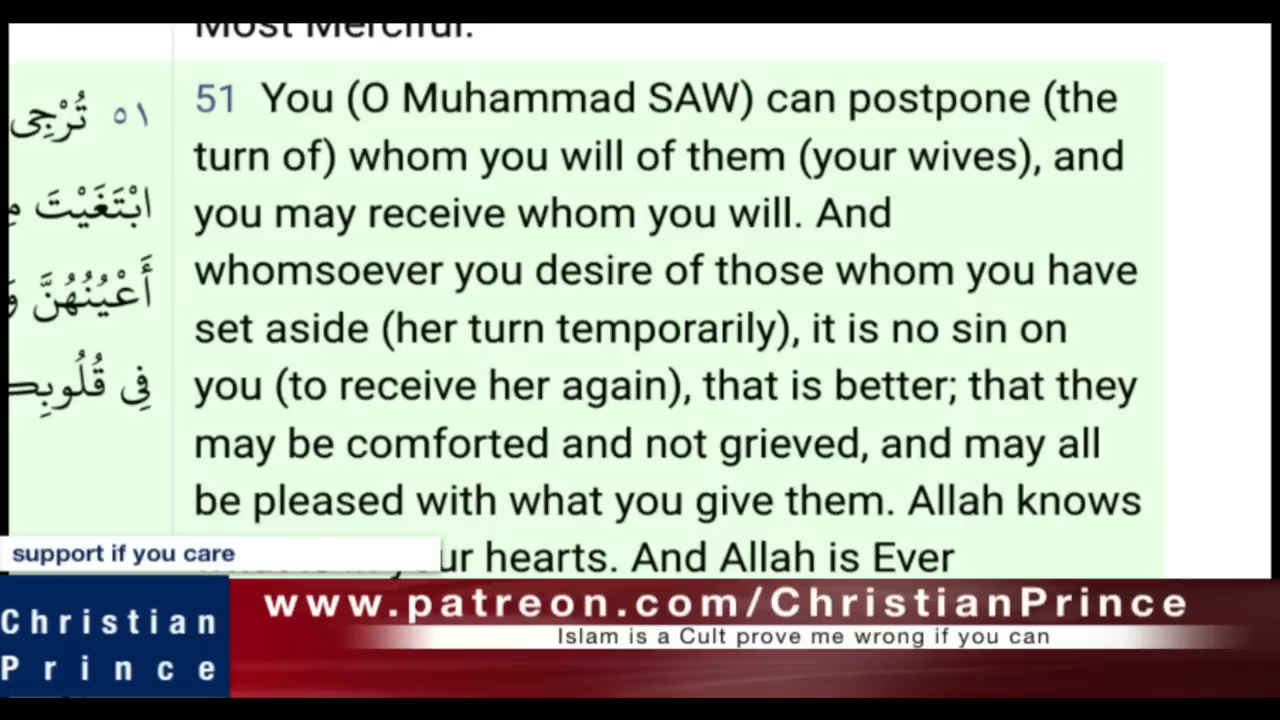 Most Merciful.
51 You (O Muhammad SAW) can postpone (the
turn of) whom you will of them (your wives), and
you may receive whom you will. And
whomsoever you desire of those whom you have
set aside (her turn temporarily), it is no sin on
you (to receive her again), that is better; that they
may be comforted and not grieved, and may all
be pleased with what you give them. Allah knows
your hearts. And Allah is Ever
٥١ تُرْجِى
ابْتَغَيْتَ
أَعْيُنُهُنَّ
فِى قُلُوبِك
support if you care
Christian
Prince
www.patreon.com/ChristianPrince
Islam is a Cult prove me wrong if you can